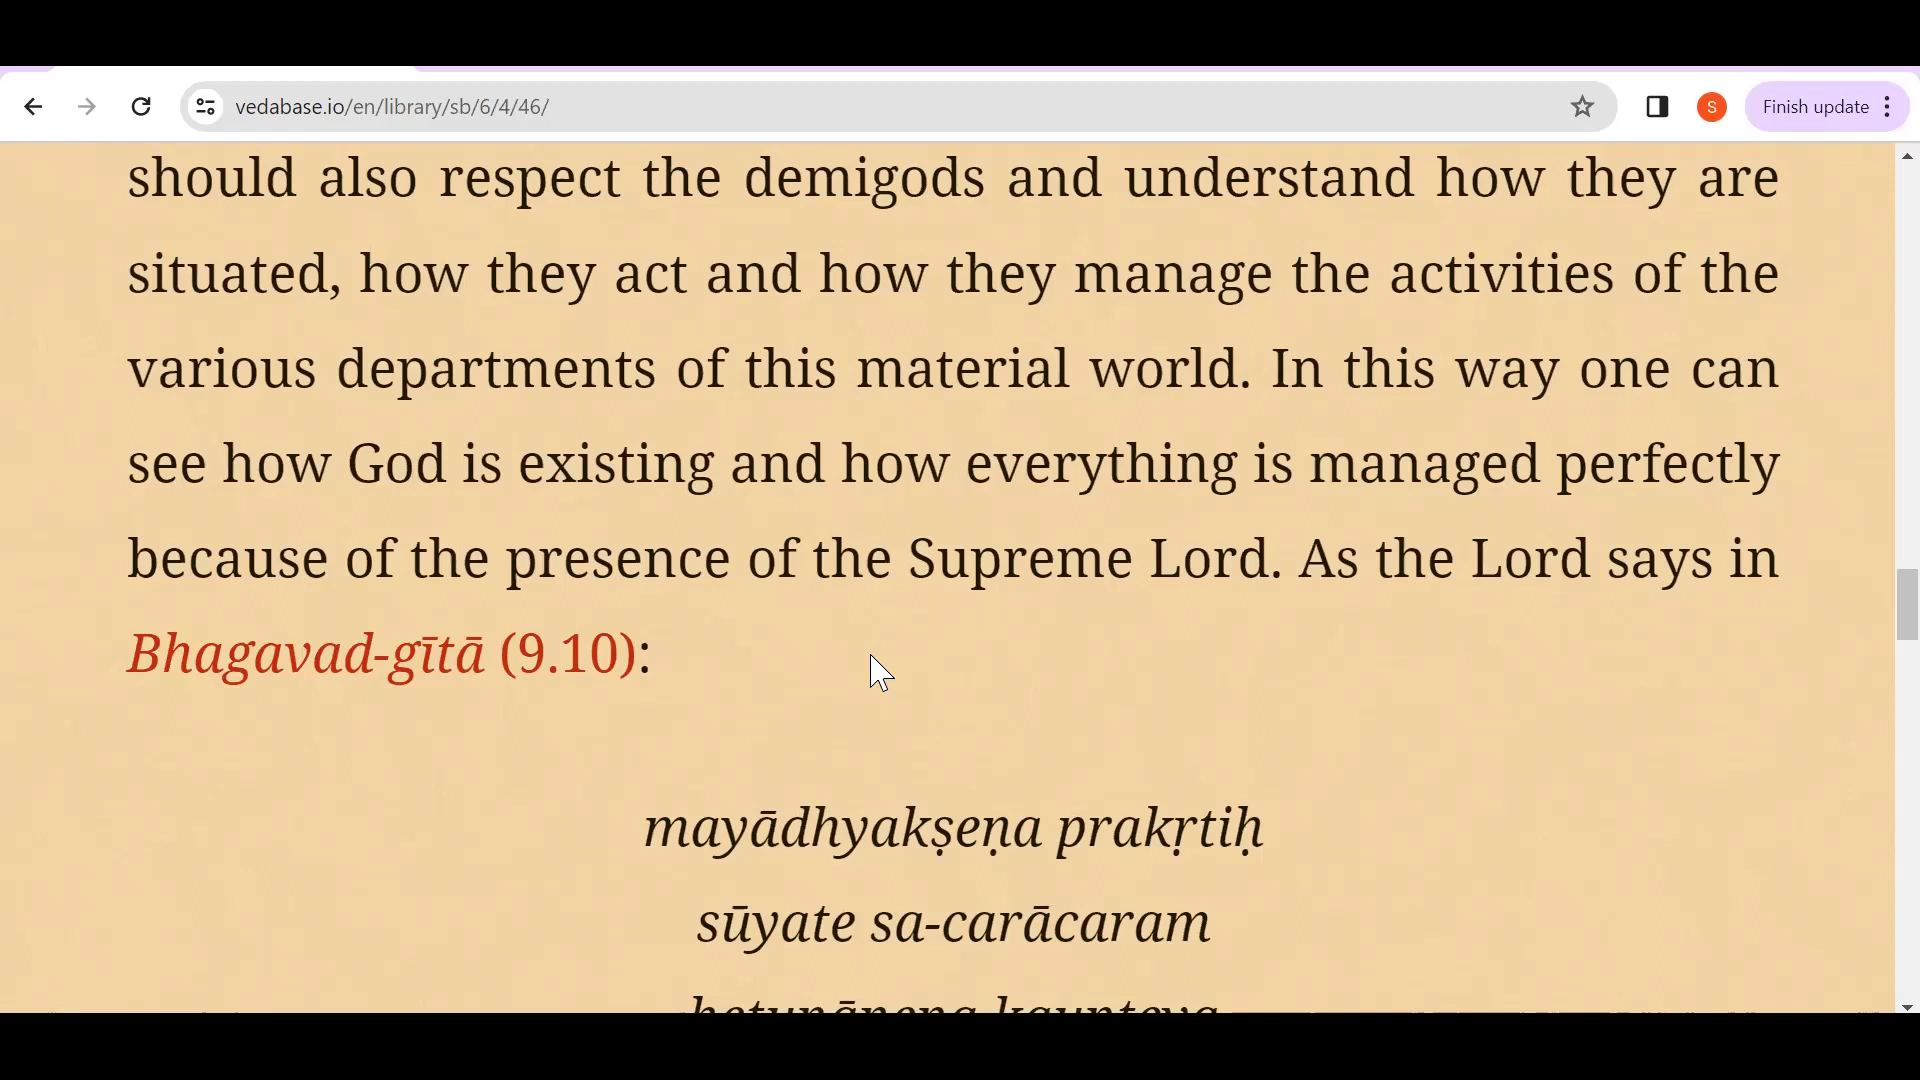 vedabase.io/en/library/sb/6/4/46/
S
Finish update
should also respect the demigods and understand how they are
situated, how they act and how they manage the activities of the
various departments of this material world. In this way one can
see how God is existing and how everything is managed perfectly
because of the presence of the Supreme Lord. As the Lord says in
Bhagavad-gītā (9.10):
mayādhyakṣeṇa prakṛtiḥ
sūyate sa-carācaram
hetunānena kaunteya